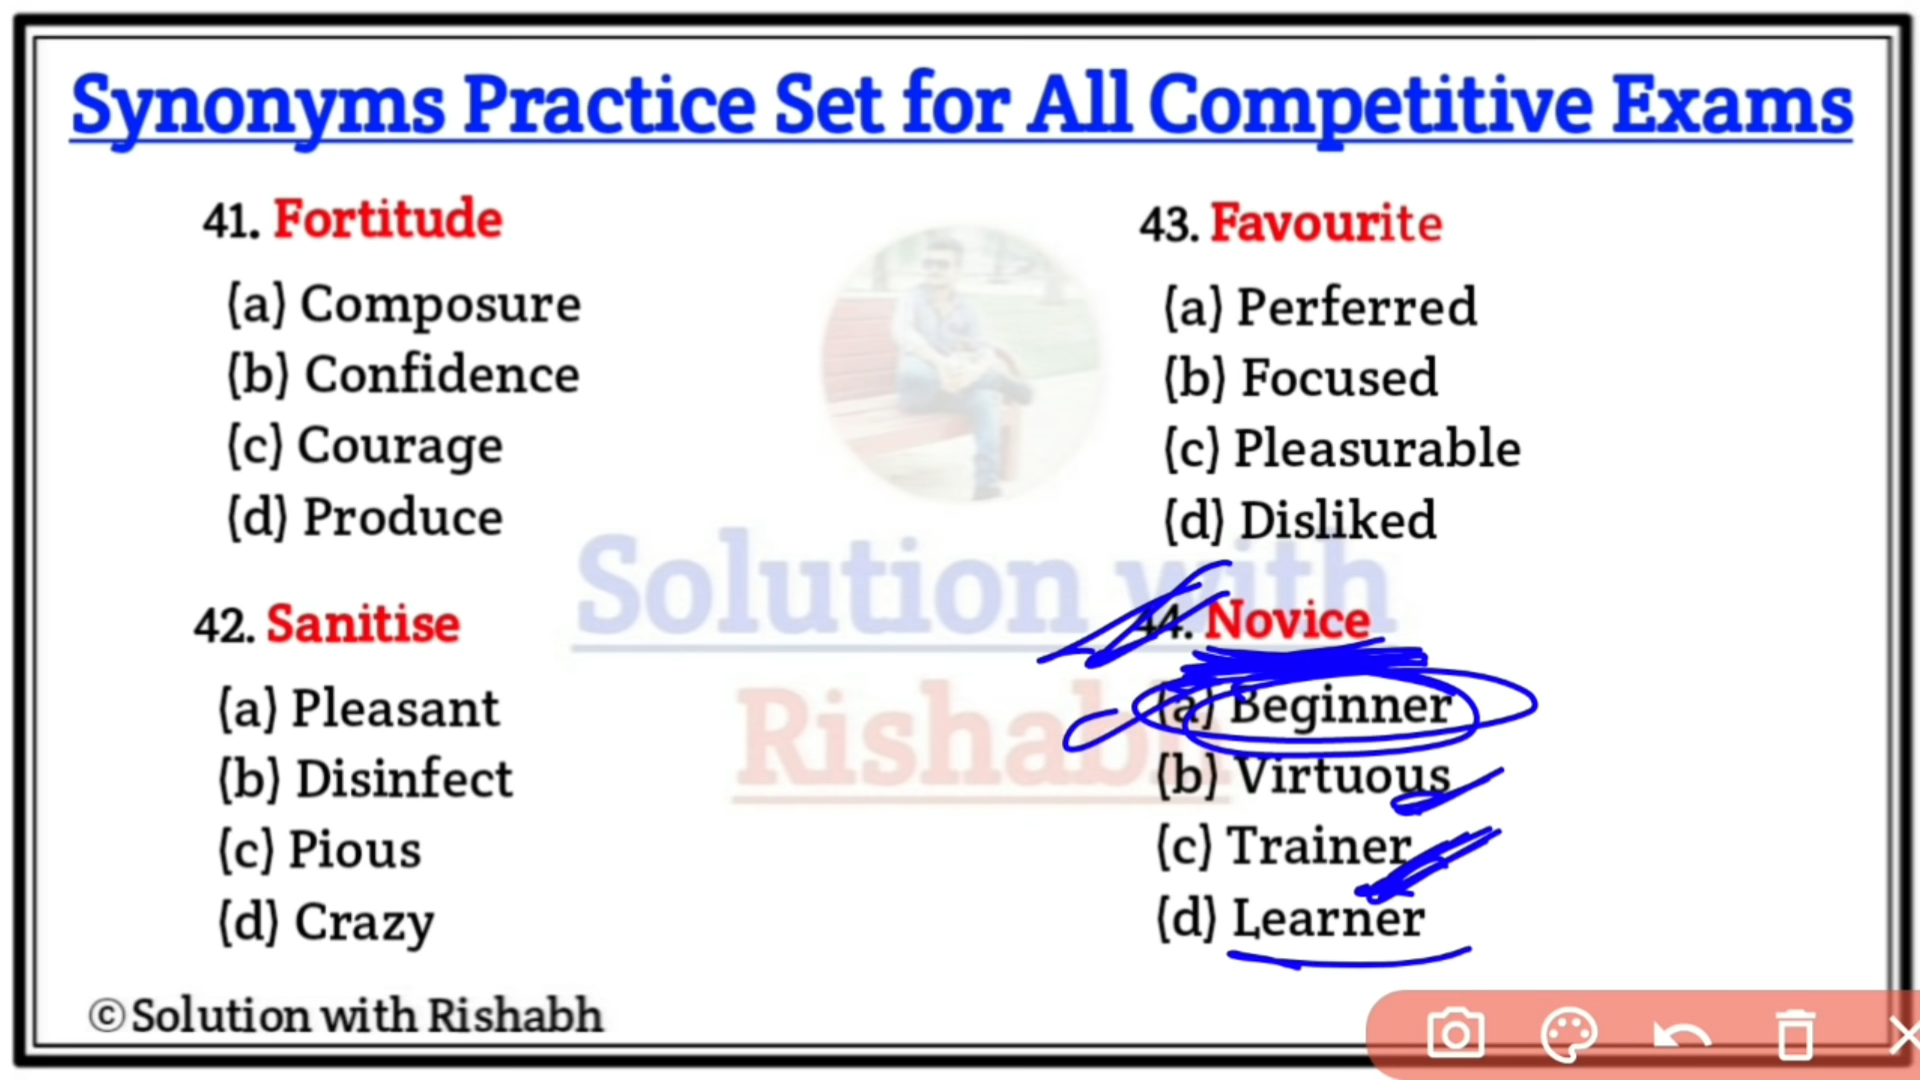 Synonyms Practice Set for All Competitive Exams
41. Fortitude
(a) Composure
(b) Confidence
(c) Courage
(d) Produce
42. Sanitise
(a) Pleasant
(b) Disinfect
(c) Pious
(d) Crazy
43. Favourite
(a) Perferred
(b) Focused
(c) Pleasurable
(d) Disliked
44. Novice
(a) Beginner
(b) Virtuous
(c) Trainer
(d) Learner
Solution with
Rishabh
©Solution with Rishabh